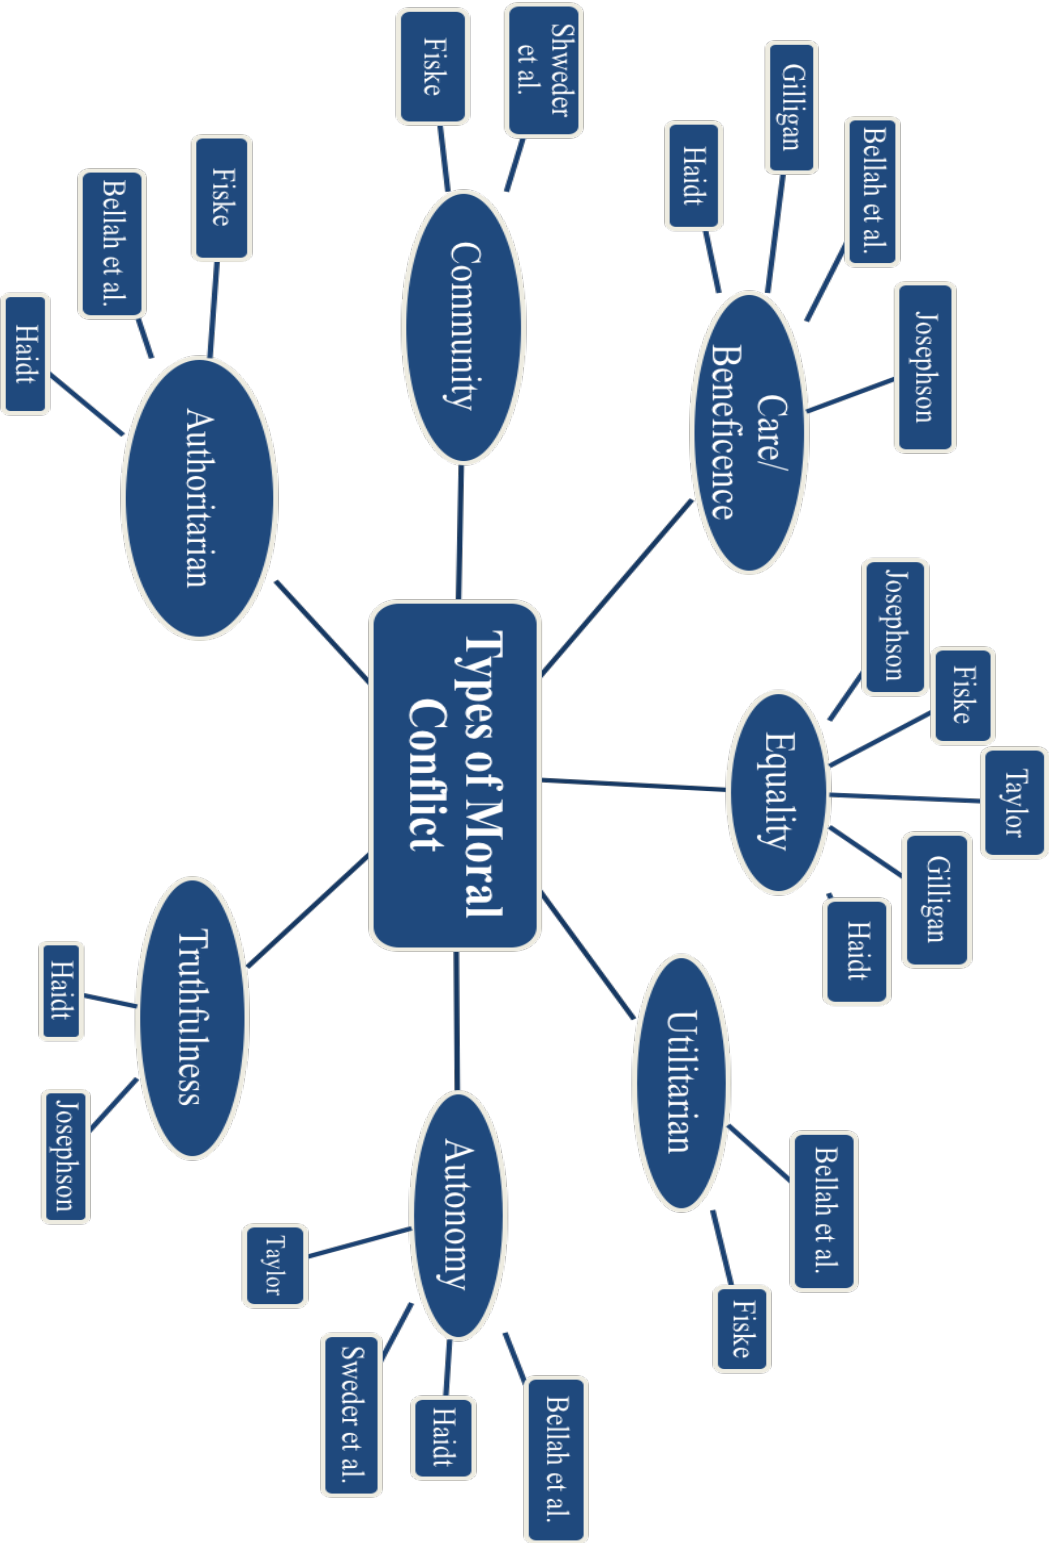 Types of Moral
Conflict
Care/
Beneficence
Haidt
Gilligan
Bellah et al.
Josephson
Equality
Josephson
Fiske
Taylor
Gilligan
Haidt
Utilitarian
Bellah et al.
Fiske
Autonomy
Bellah et al.
Haidt
Sweder et al.
Taylor
Truthfulness
Josephson
Haidt
Authoritarian
Haidt
Bellah et al.
Fiske
Community
Fiske
Shweder
et al.